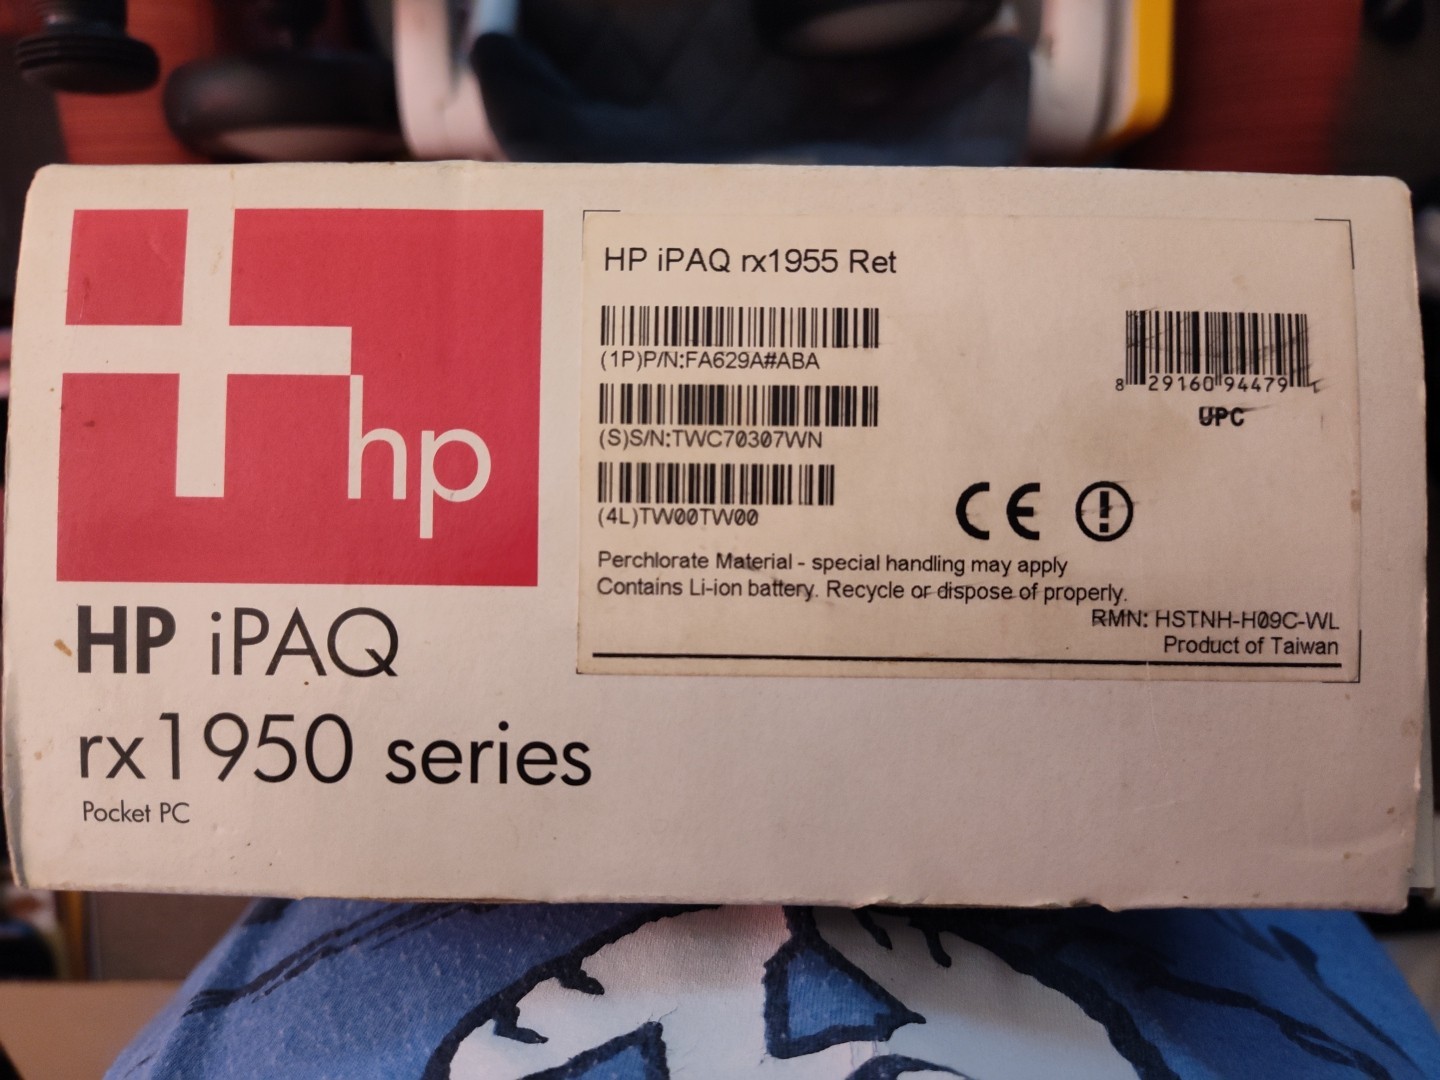 hp
HP iPAQ
rx1950 series
Pocket PC
HP iPAQ rx1955 Ret
(1P)P/N:FA629A#ABA
(S)S/N:TWC70307WN
(4L)TW00TW00
8 29160 94479
UPC
CE
Perchlorate Material - special handling may apply
Contains Li-ion battery. Recycle or dispose of properly.
RMN: HSTNH-H09C-WL
Product of Taiwan